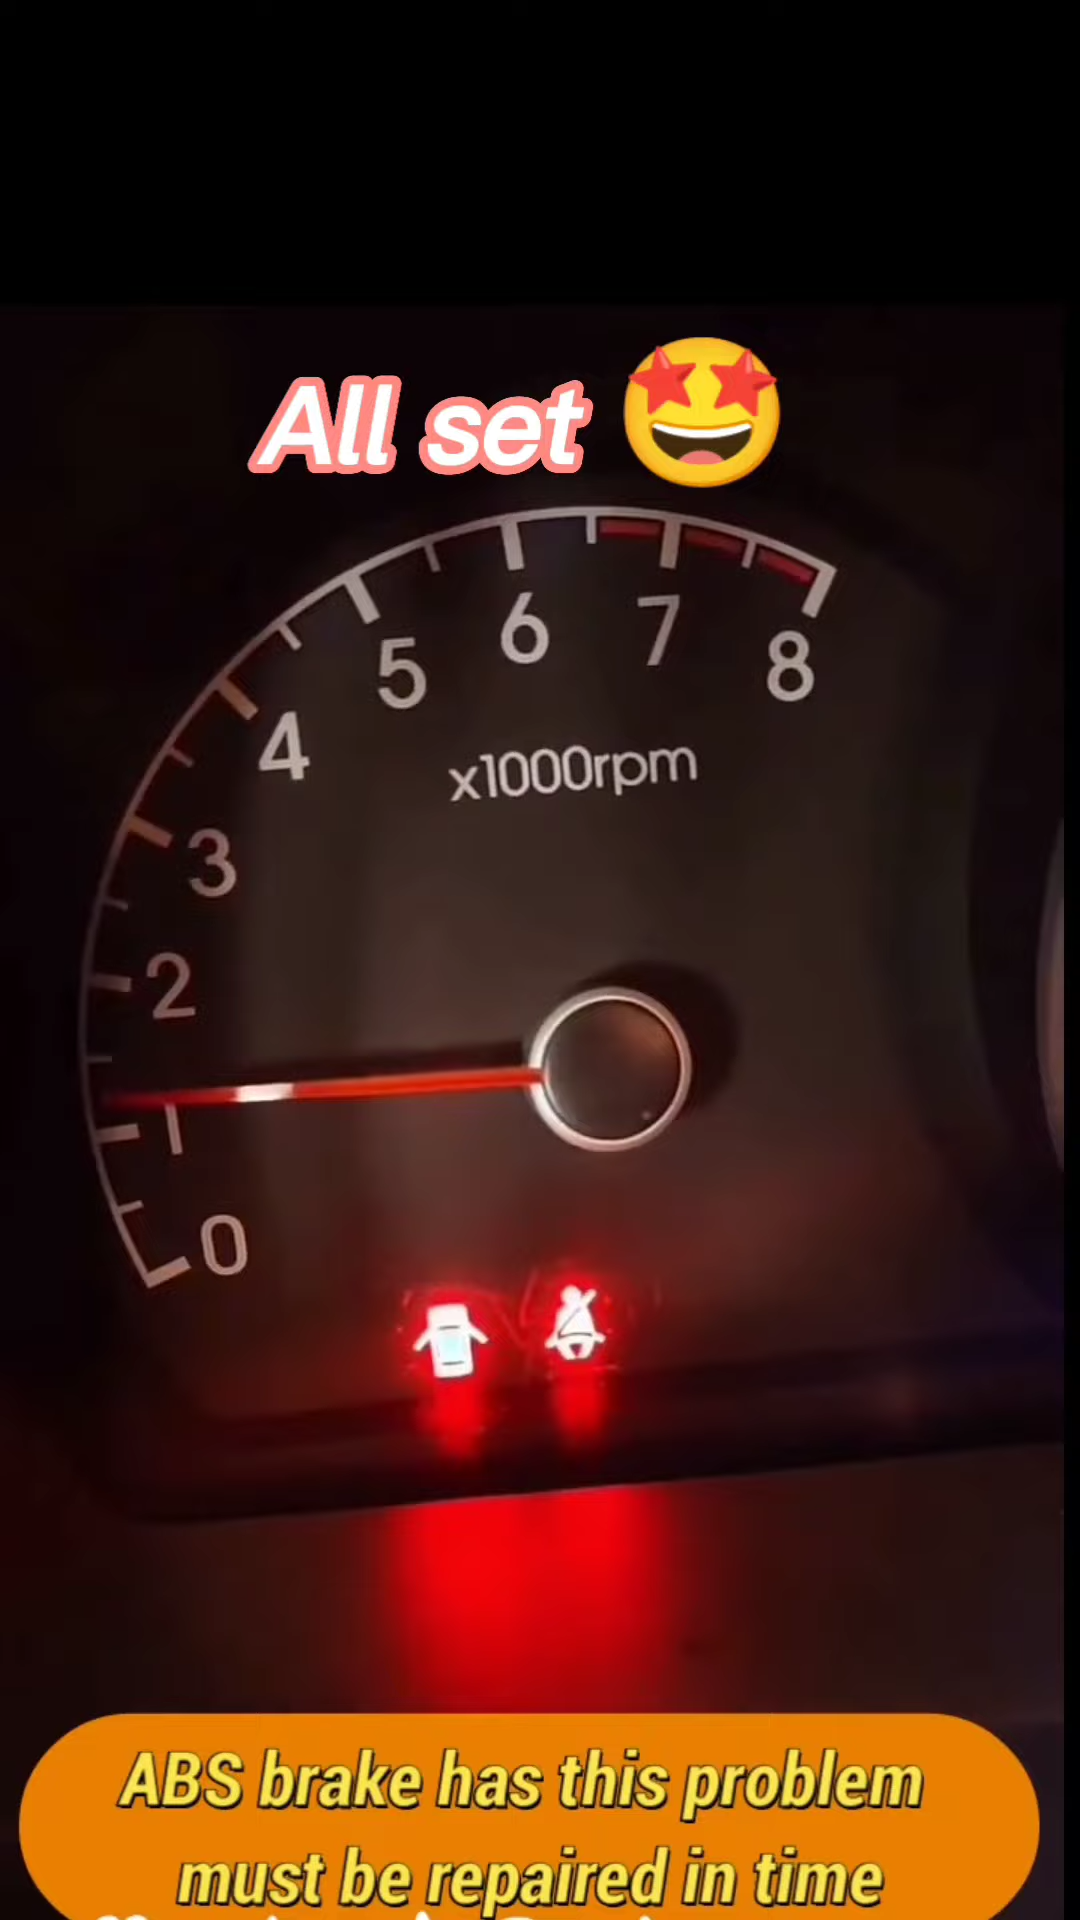 All set 🤩
6 7
5 8
4
x1000rpm
3
2
1
0
ABS brake has this problem
must be repaired in time